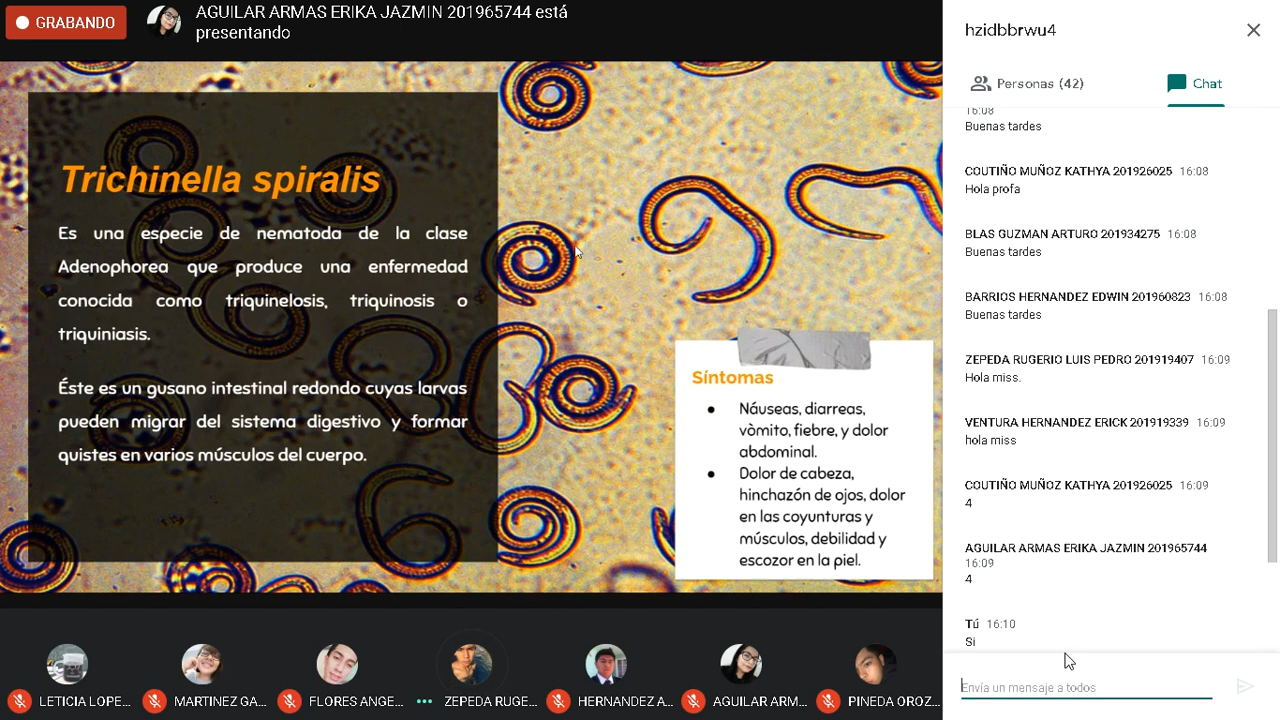 GRABANDO
AGUILAR ARMAS ERIKA JAZMIN 201965744 está
presentando
Trichinella spiralis
Es una especie de nematoda de la clase
Adenophorea que produce una enfermedad
conocida como triquinelosis, triquinosis o
triquiniasis.
Éste es un gusano intestinal redondo cuyas larvas
pueden migrar del sistema digestivo y formar
quistes en varios músculos del cuerpo.
Síntomas
● Náuseas, diarreas,
vòmito, fiebre, y dolor
abdominal.
● Dolor de cabeza,
hinchazón de ojos, dolor
en las coyunturas y
músculos, debilidad y
escozor en la piel.
LETICIA LOPE...
MARTINEZ GA...
FLORES ANGE...
ZEPEDA RUGE...
HERNANDEZ A...
AGUILAR ARM...
PINEDA OROZ...
hzidbbrwu4
Personas (42)
Chat
16:08
Buenas tardes
COUTIÑO MUÑOZ KATHYA 201926025 16:08
Hola profa
BLAS GUZMAN ARTURO 201934275 16:08
Buenas tardes
BARRIOS HERNANDEZ EDWIN 201960823 16:08
Buenas tardes
ZEPEDA RUGERIO LUIS PEDRO 201919407 16:09
Hola miss.
VENTURA HERNANDEZ ERICK 201919339 16:09
hola miss
COUTIÑO MUÑOZ KATHYA 201926025 16:09
4
AGUILAR ARMAS ERIKA JAZMIN 201965744
16:09
4
Tú 16:10
Si
Envía un mensaje a todos